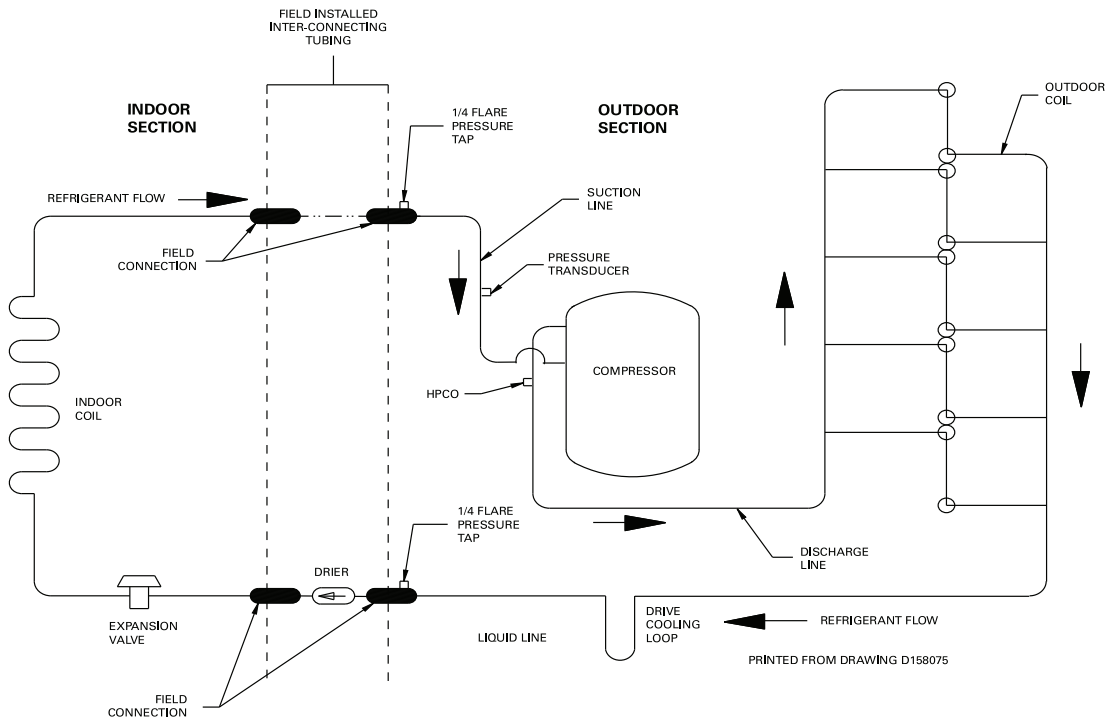 FIELD INSTALLED
INTER-CONNECTING
TUBING
INDOOR
SECTION
1/4 FLARE
PRESSURE
TAP
OUTDOOR
SECTION
OUTDOOR
COIL
REFRIGERANT FLOW
SUCTION
LINE
FIELD
CONNECTION
PRESSURE
TRANSDUCER
COMPRESSOR
HPCO
INDOOR
COIL
1/4 FLARE
PRESSURE
TAP
DISCHARGE
LINE
DRIER
EXPANSION
VALVE
LIQUID LINE
DRIVE
COOLING
LOOP
REFRIGERANT FLOW
PRINTED FROM DRAWING D158075
FIELD
CONNECTION